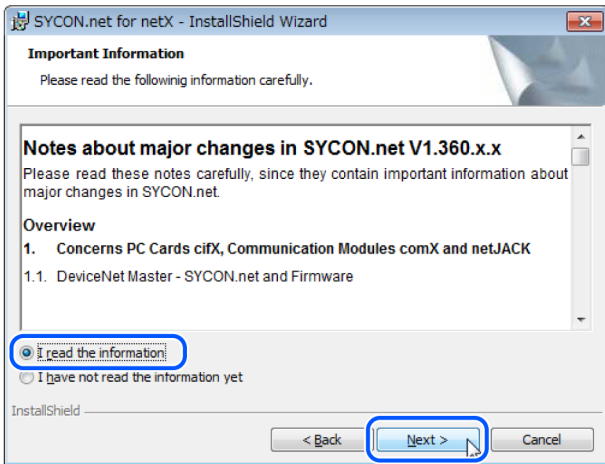 SYCON.net for netX - InstallShield Wizard
Important Information
Please read the followinig information carefully.
Notes about major changes in SYCON.net V1.360.x.x
Please read these notes carefully, since they contain important information about
major changes in SYCON.net.
Overview
1. Concerns PC Cards cifX, Communication Modules comX and netJACK
1.1. DeviceNet Master - SYCON.net and Firmware
I read the information
I have not read the information yet
InstallShield
< Back Next > Cancel